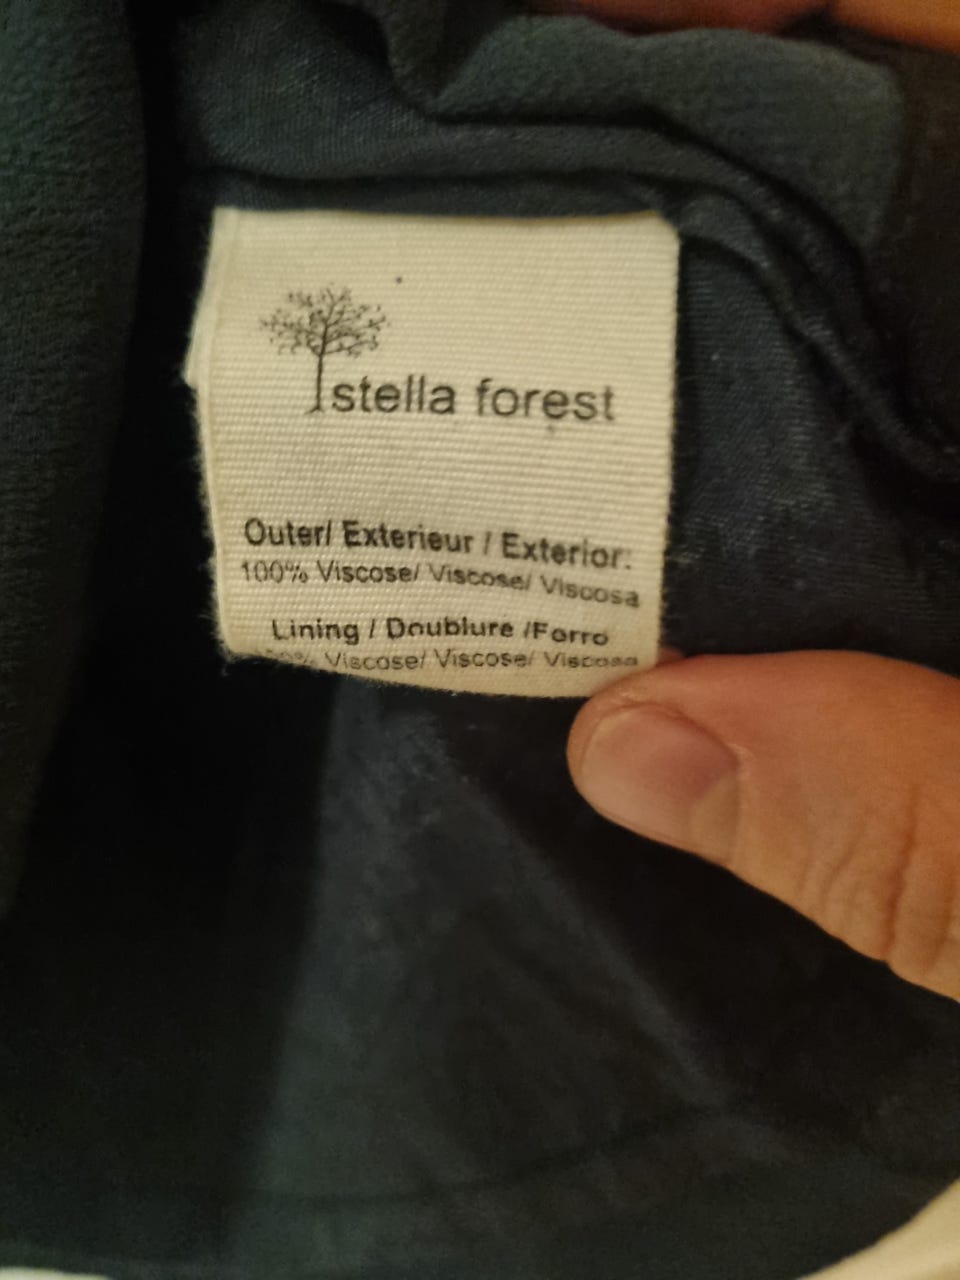 stella forest
Outer/ Exterieur / Exterior:
100% Viscose/ Viscose/ Viscosa
Lining / Doublure /Forro
Viscose/ Viscose/ Viscosa